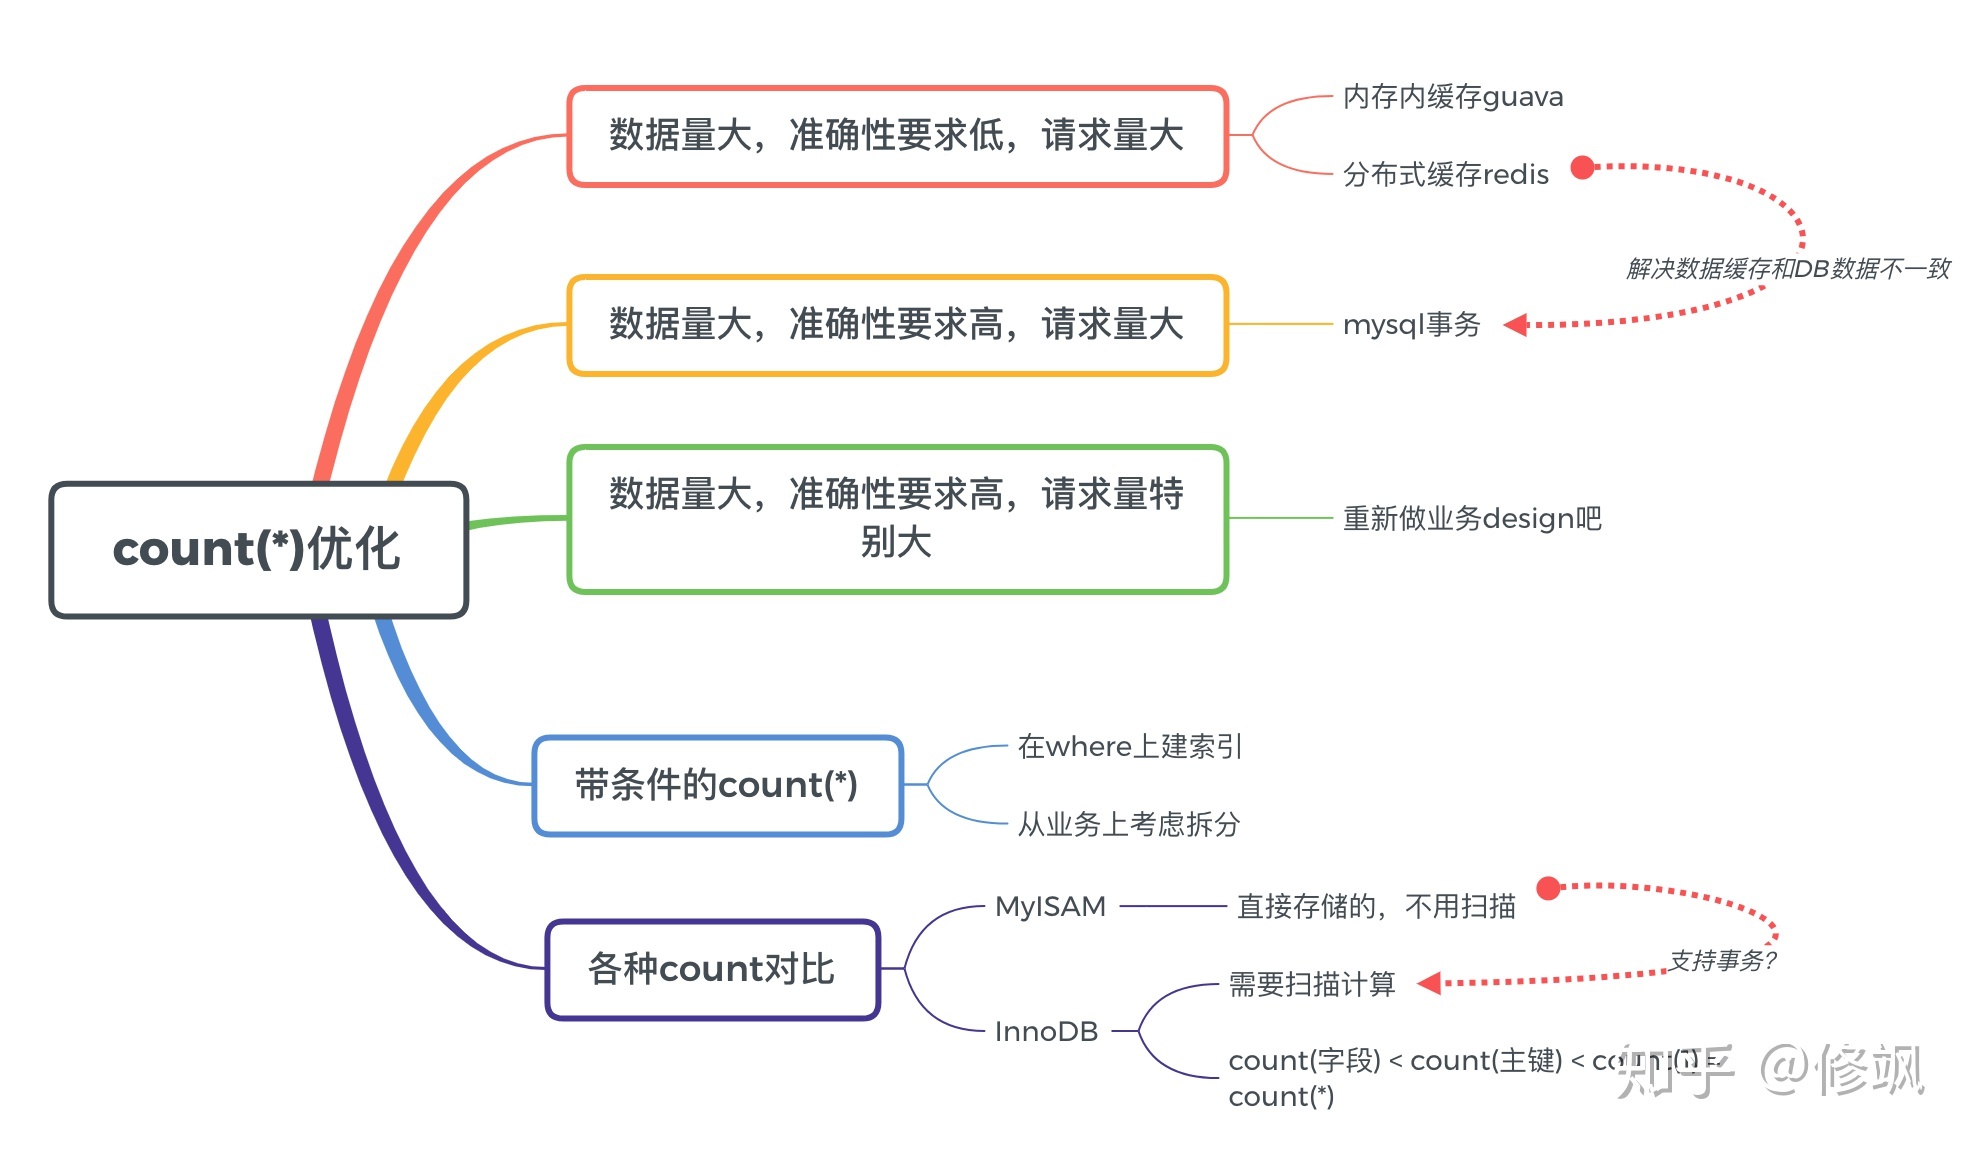 数据量大，准确性要求低，请求量大
内存内缓存guava
分布式缓存redis
解决数据缓存和DB数据不一致
数据量大，准确性要求高，请求量大
mysql事务
数据量大，准确性要求高，请求量特
别大
重新做业务design吧
count(*)优化
带条件的count(*)
在where上建索引
从业务上考虑拆分
各种count对比
MyISAM
直接存储的，不用扫描
支持事务？
InnoDB
需要扫描计算
count(字段) < count(主键) < count(1) =
count(*)
知乎 @修飒